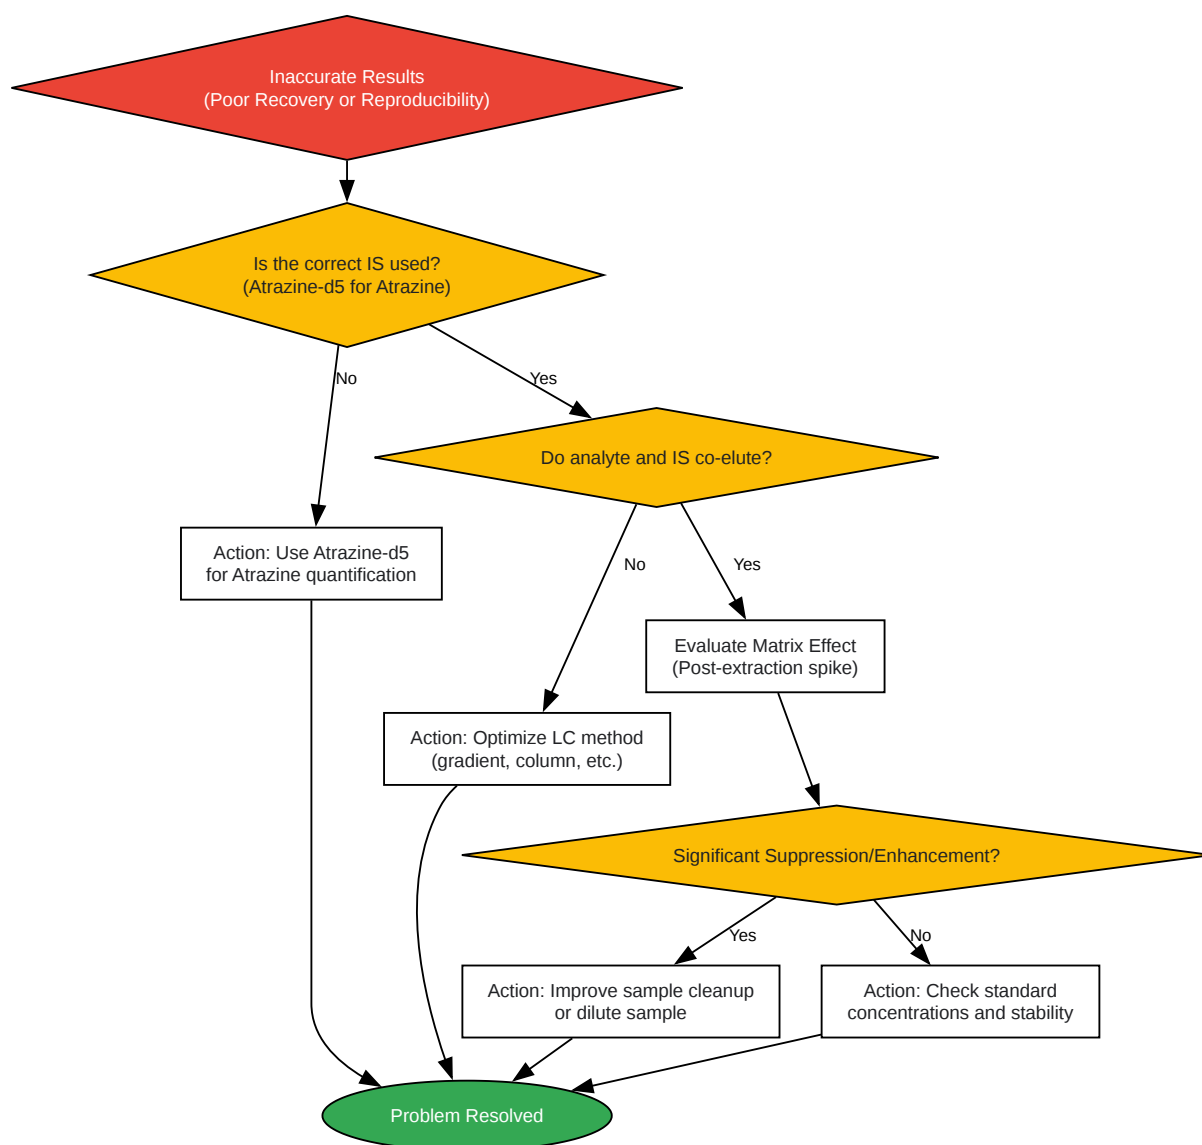 Inaccurate Results
(Poor Recovery or Reproducibility)
Is the correct IS used?
(Atrazine-d5 for Atrazine)
No
Yes
Do analyte and IS co-elute?
Action: Use Atrazine-d5
for Atrazine quantification
No
Yes
Evaluate Matrix Effect
(Post-extraction spike)
Action: Optimize LC method
(gradient, column, etc.)
Significant Suppression/Enhancement?
Yes
No
Action: Improve sample cleanup
or dilute sample
Action: Check standard
concentrations and stability
Problem Resolved